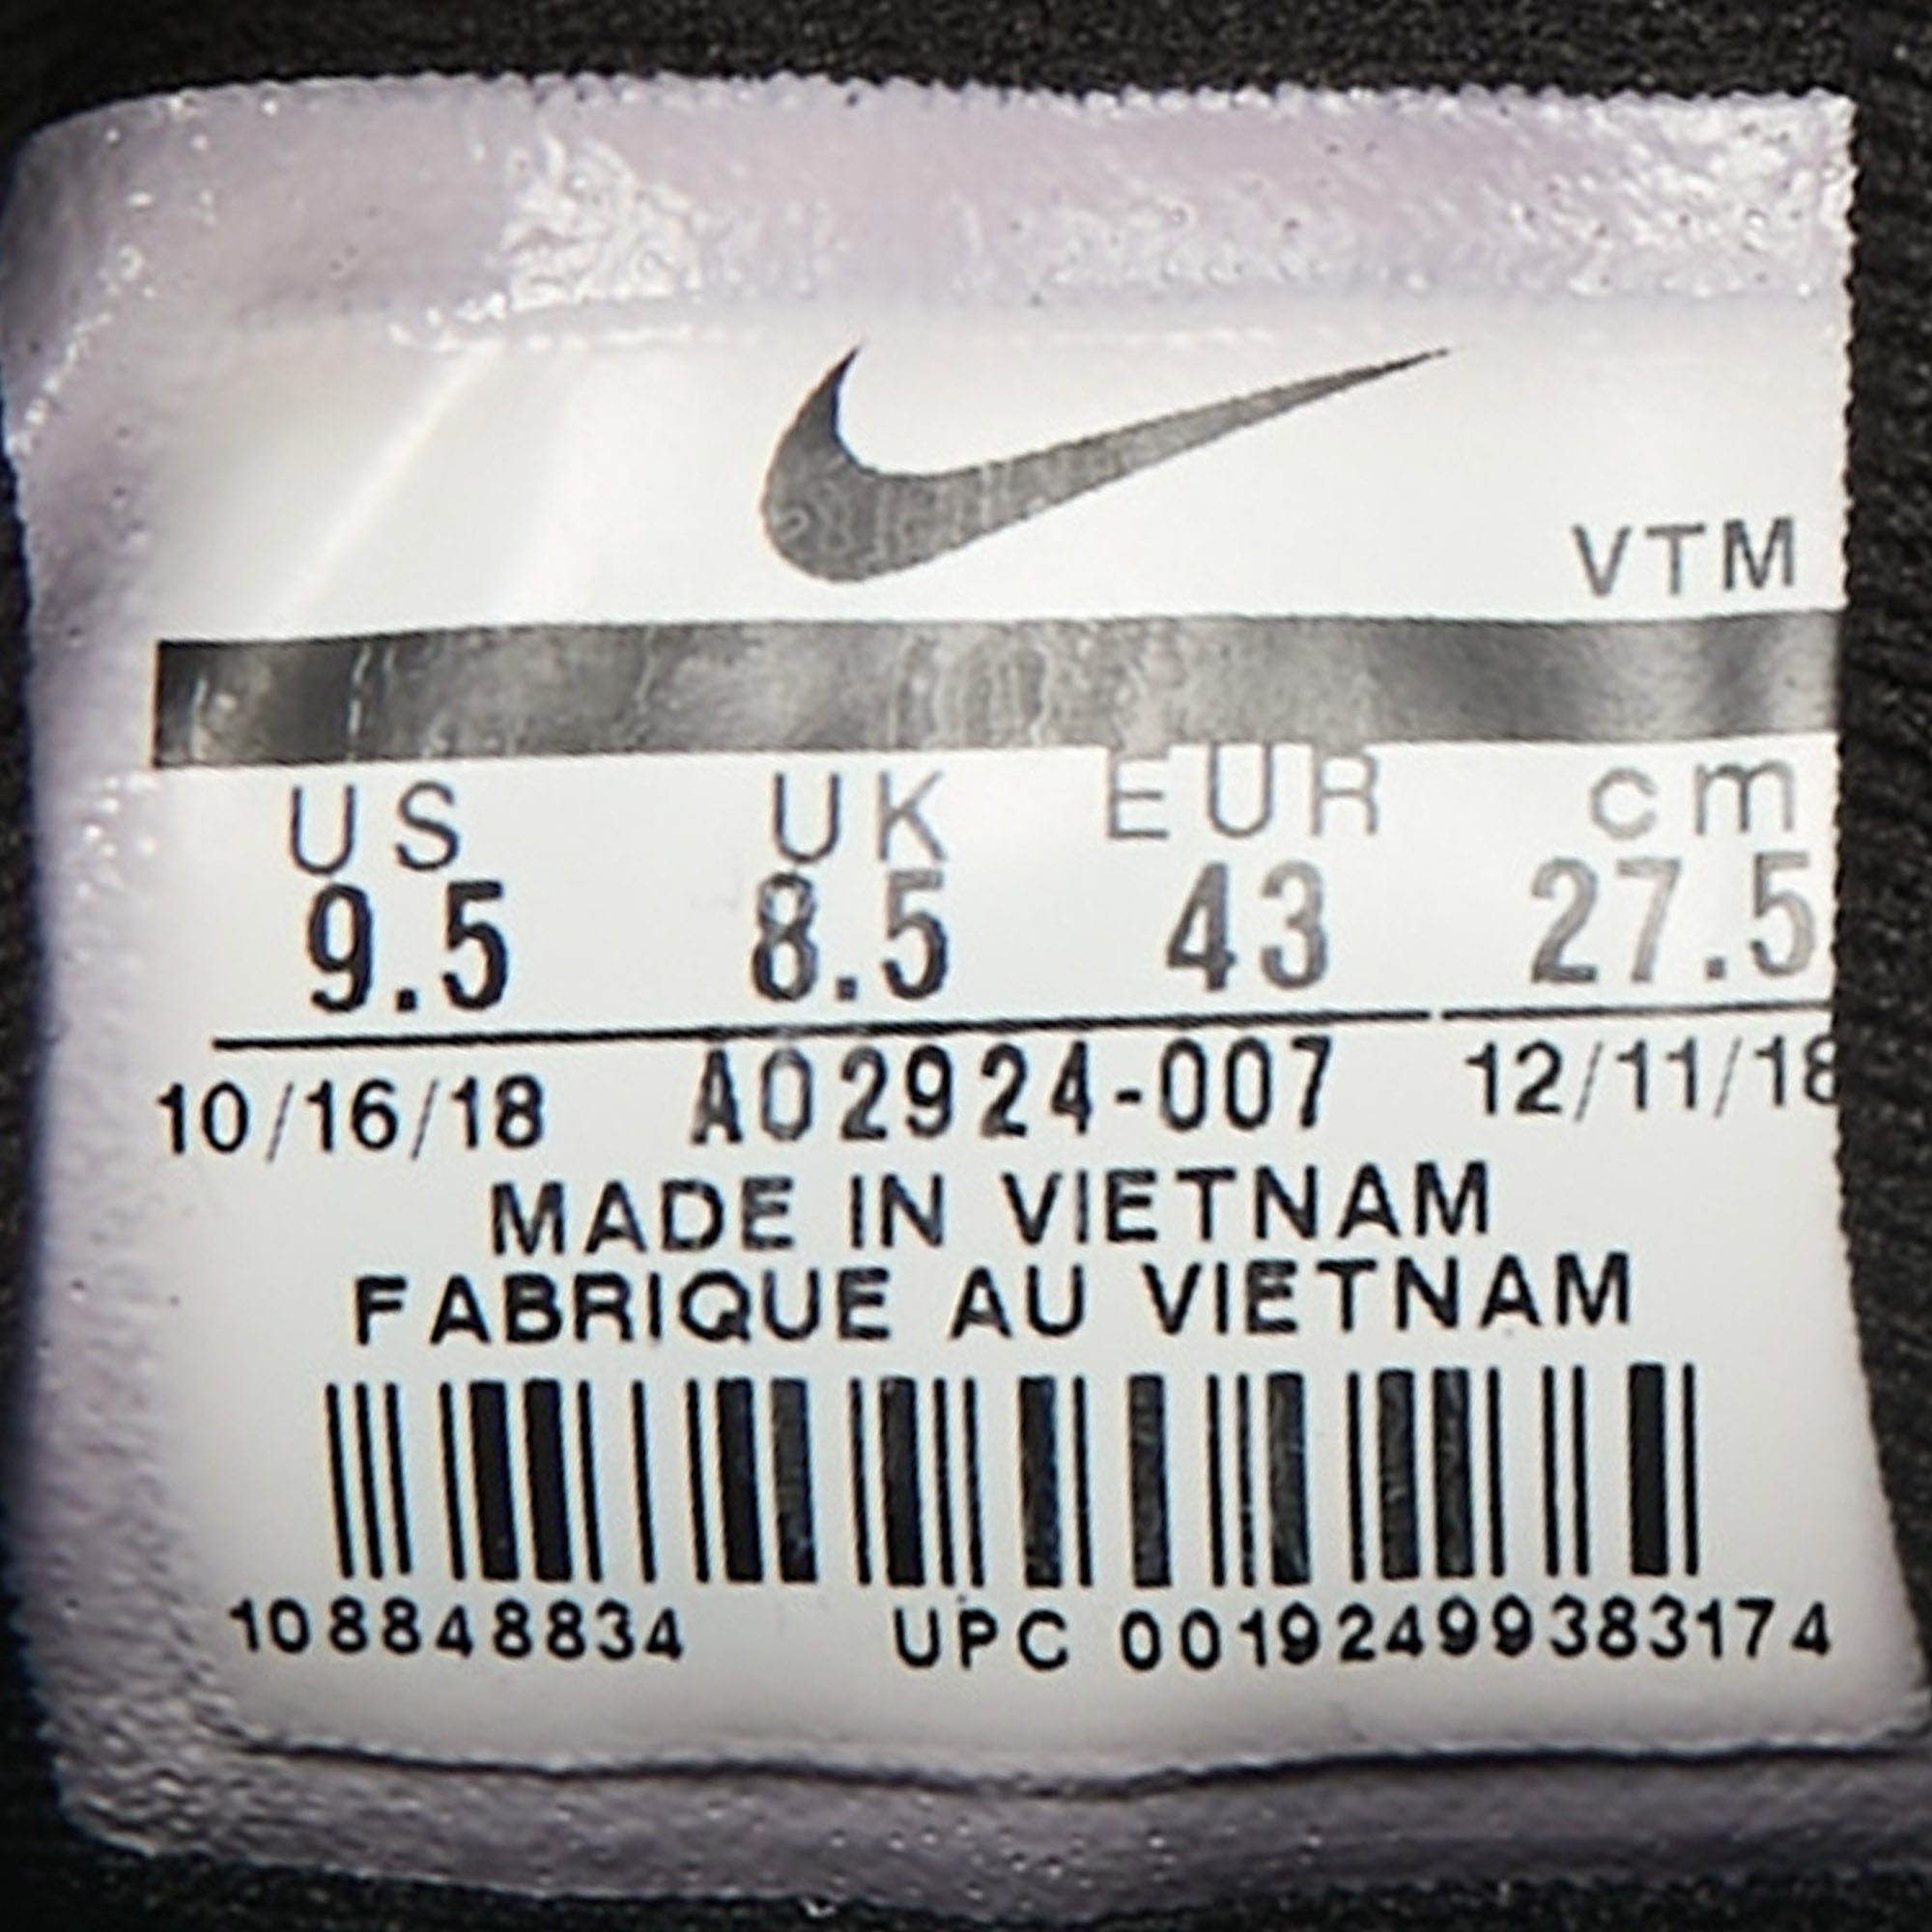 VTM
US UK EUR cm
9.5 8.5 43 27.5
10/16/18 AO2924-007 12/11/18
MADE IN VIETNAM
FABRIQUE AU VIETNAM
108848834 UPC 00192499383174